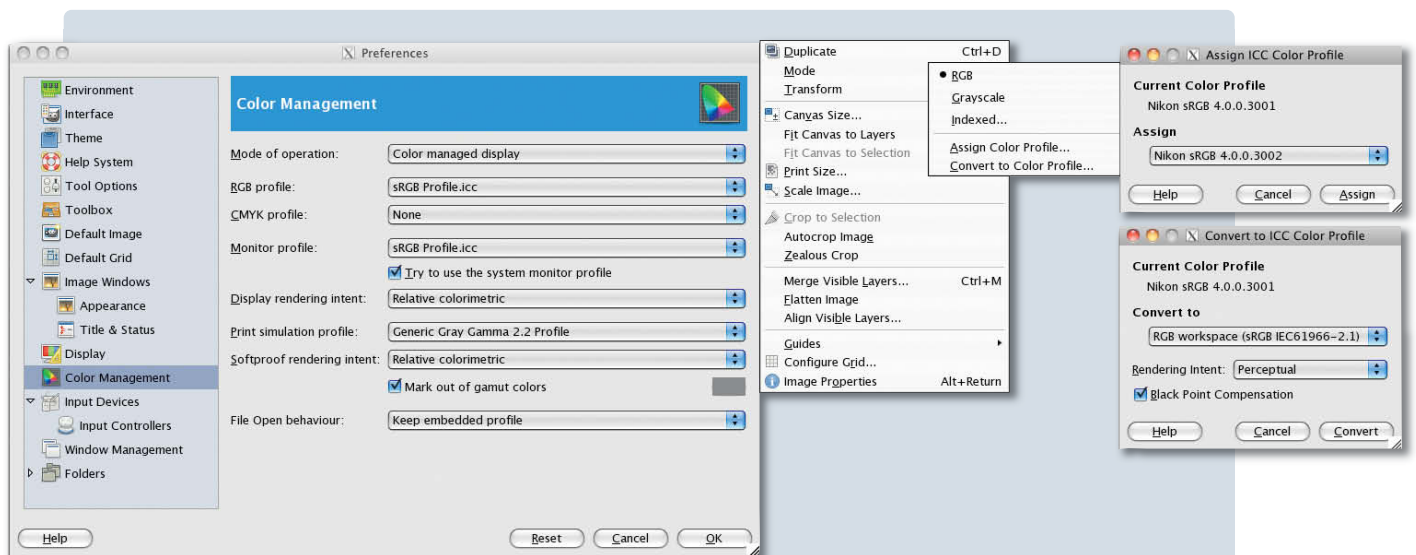 Preferences
Environment
Interface
Theme
Help System
Tool Options
Toolbox
Default Image
Default Grid
Image Windows
Appearance
Title & Status
Display
Color Management
Input Devices
Input Controllers
Window Management
Folders
Color Management
Mode of operation: Color managed display
RGB profile: sRGB Profile.icc
CMYK profile: None
Monitor profile: sRGB Profile.icc
Try to use the system monitor profile
Display rendering intent: Relative colorimetric
Print simulation profile: Generic Gray Gamma 2.2 Profile
Softproof rendering intent: Relative colorimetric
Mark out of gamut colors
File Open behaviour: Keep embedded profile
Help Reset Cancel OK
Duplicate Ctrl+D
Mode
Transform
Canvas Size...
Fit Canvas to Layers
Fit Canvas to Selection
Print Size...
Scale Image...
Crop to Selection
Autocrop Image
Zealous Crop
Merge Visible Layers... Ctrl+M
Flatten Image
Align Visible Layers...
Guides
Configure Grid...
Image Properties Alt+Return
RGB
Grayscale
Indexed...
Assign Color Profile...
Convert to Color Profile...
Assign ICC Color Profile
Current Color Profile
Nikon sRGB 4.0.0.3001
Assign
Nikon sRGB 4.0.0.3002
Help Cancel Assign
Convert to ICC Color Profile
Current Color Profile
Nikon sRGB 4.0.0.3001
Convert to
RGB workspace (sRGB IEC61966-2.1)
Rendering Intent: Perceptual
Black Point Compensation
Help Cancel Convert